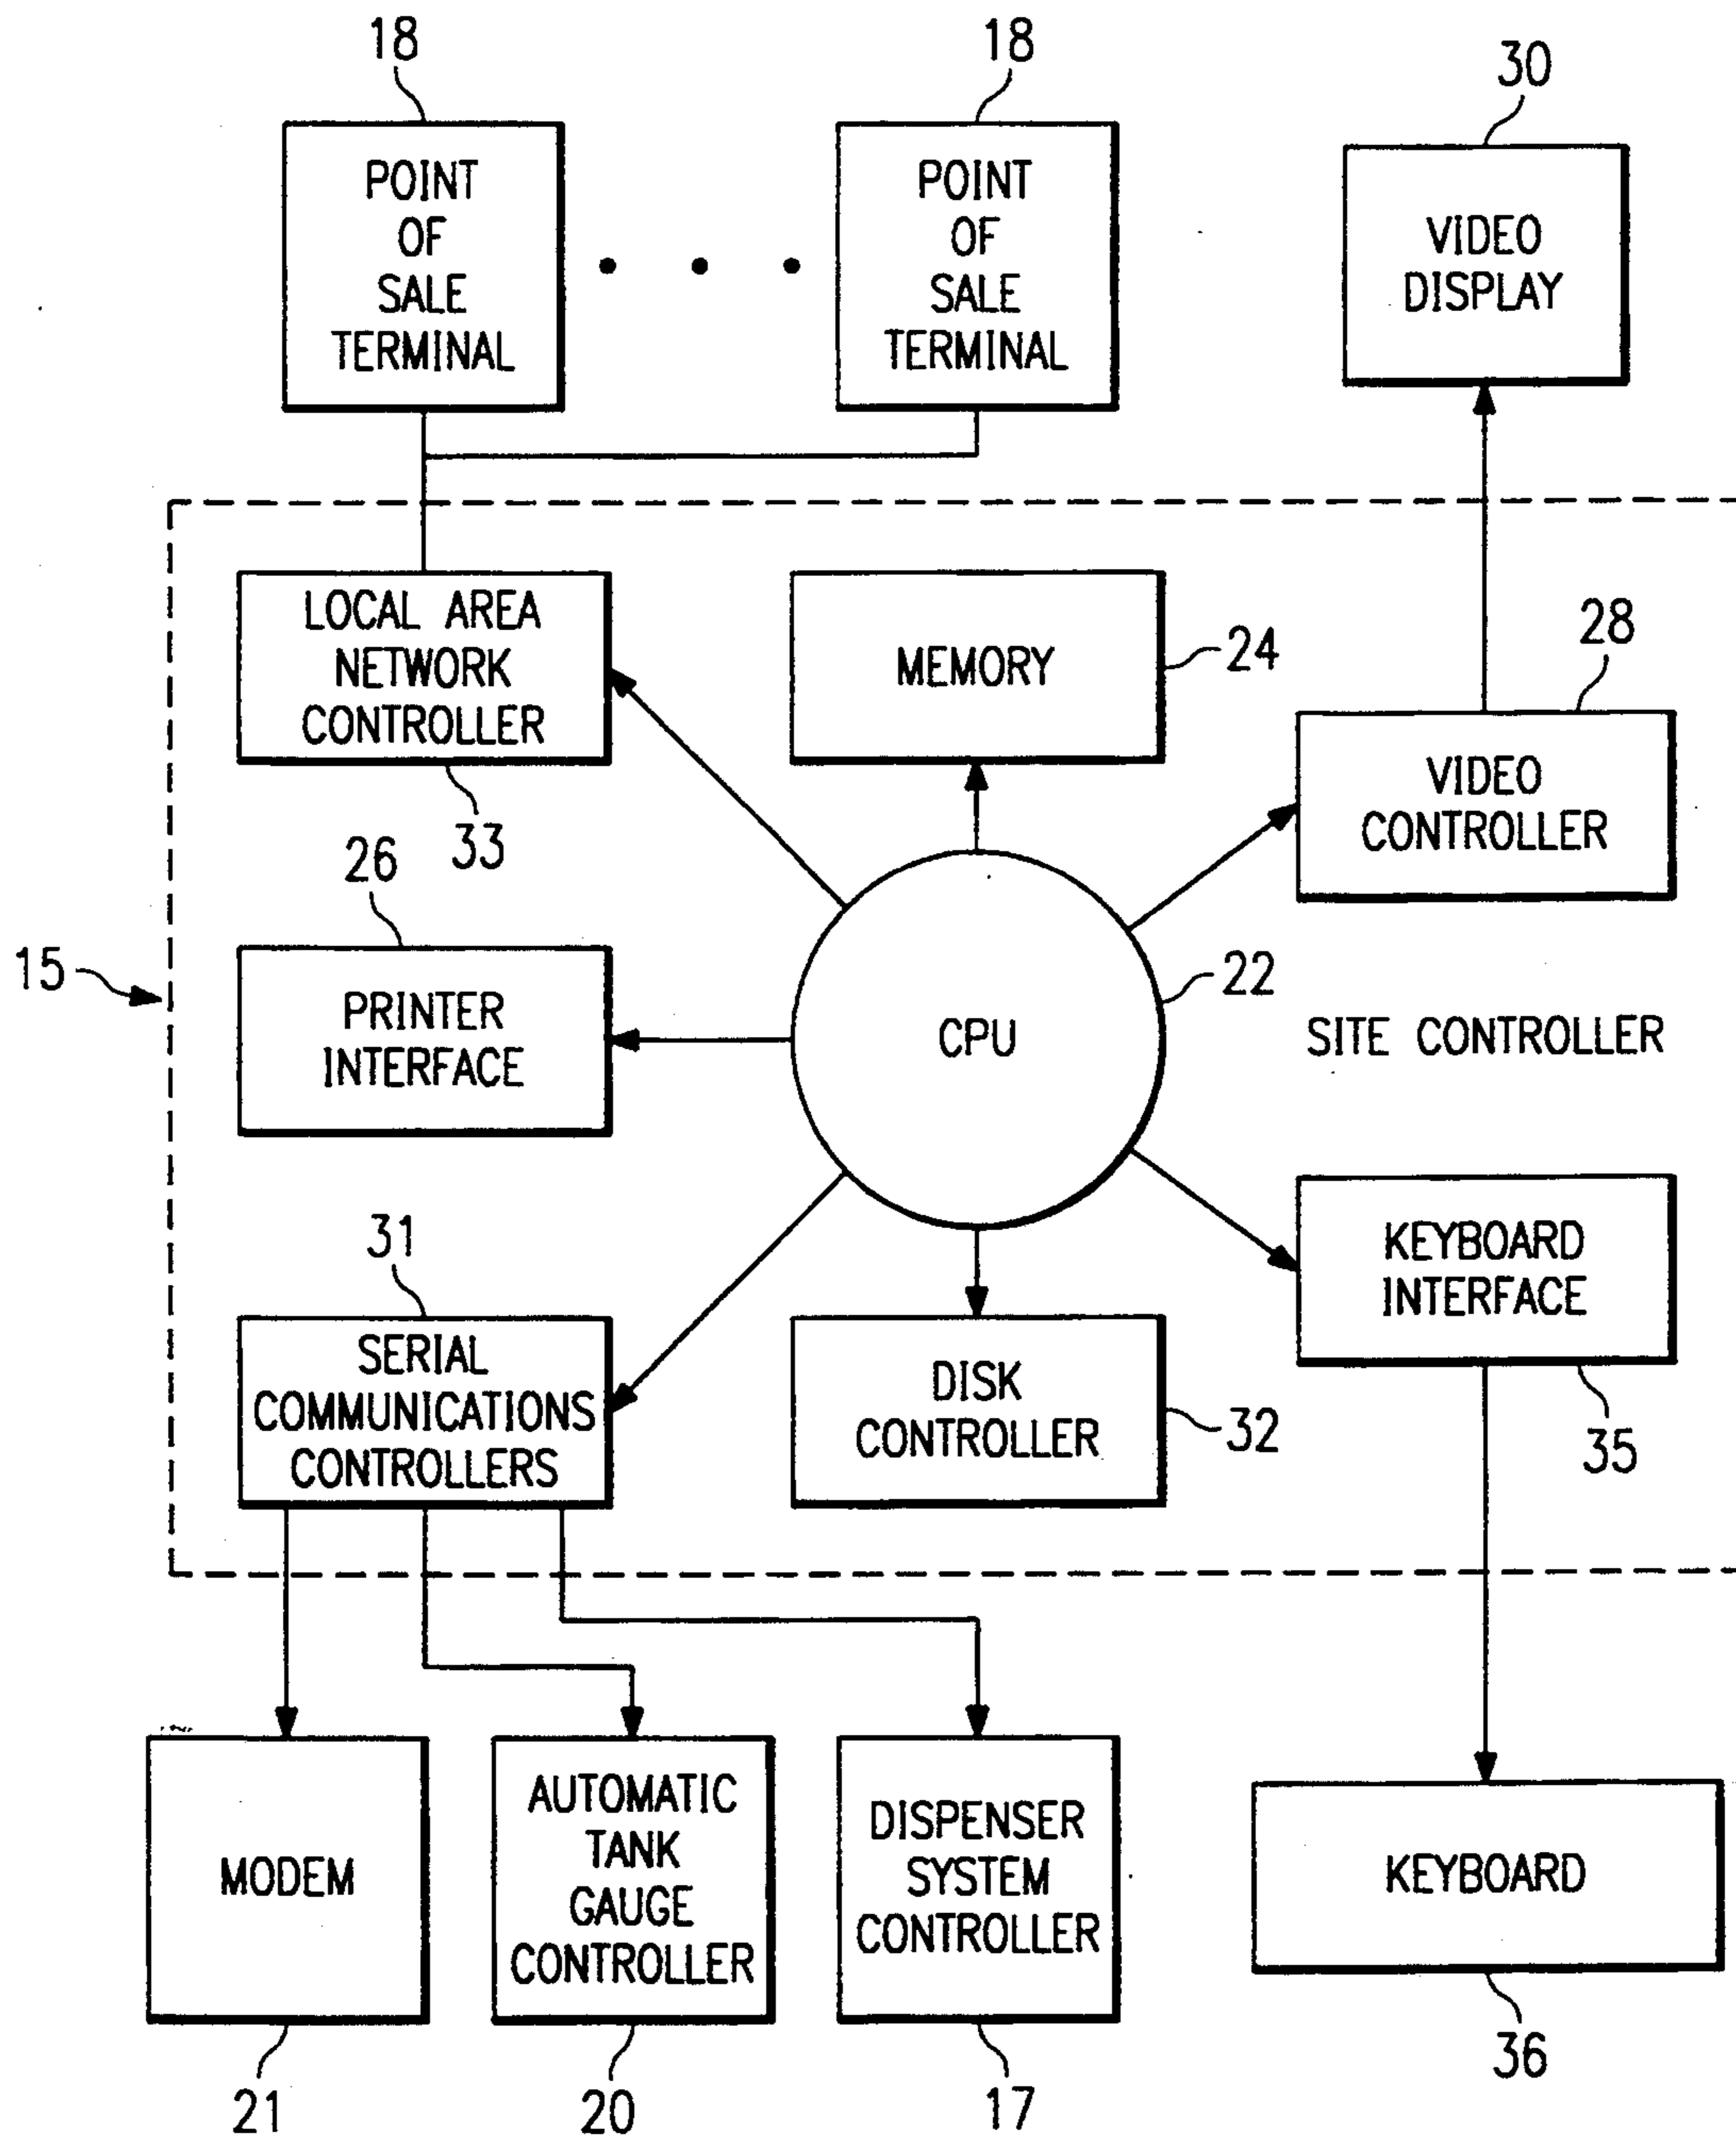 18
18
30
POINT
OF
SALE
TERMINAL
POINT
OF
SALE
TERMINAL
VIDEO
DISPLAY
LOCAL AREA
NETWORK
CONTROLLER
33
MEMORY
24
28
VIDEO
CONTROLLER
26
15
PRINTER
INTERFACE
CPU
22
SITE CONTROLLER
31
SERIAL
COMMUNICATIONS
CONTROLLERS
DISK
CONTROLLER
32
KEYBOARD
INTERFACE
35
MODEM
21
AUTOMATIC
TANK
GAUGE
CONTROLLER
20
DISPENSER
SYSTEM
CONTROLLER
17
KEYBOARD
36